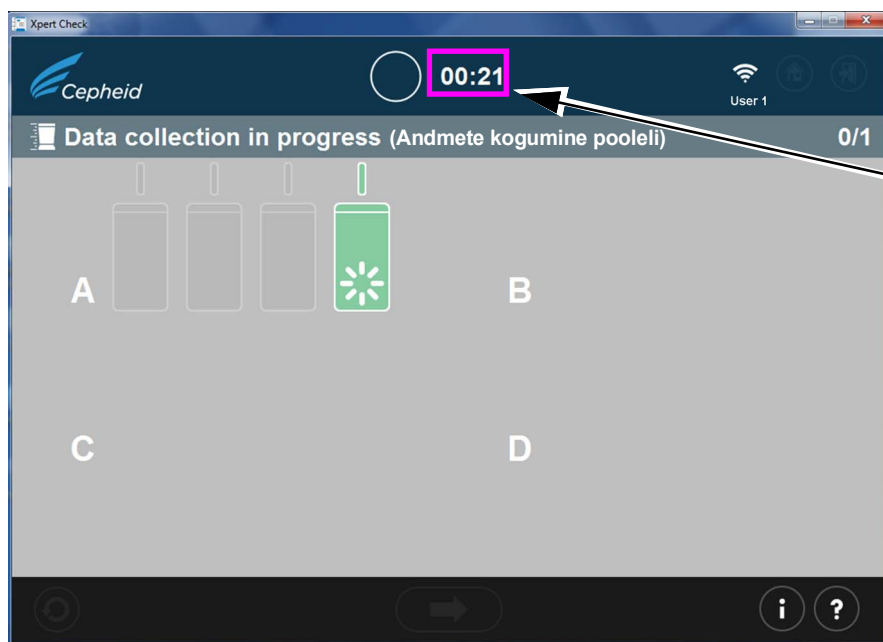 Xpert Check
Cepheid
00:21
User 1
Data collection in progress (Andmete kogumine pooleli)
0/1
A
B
C
D
i
?